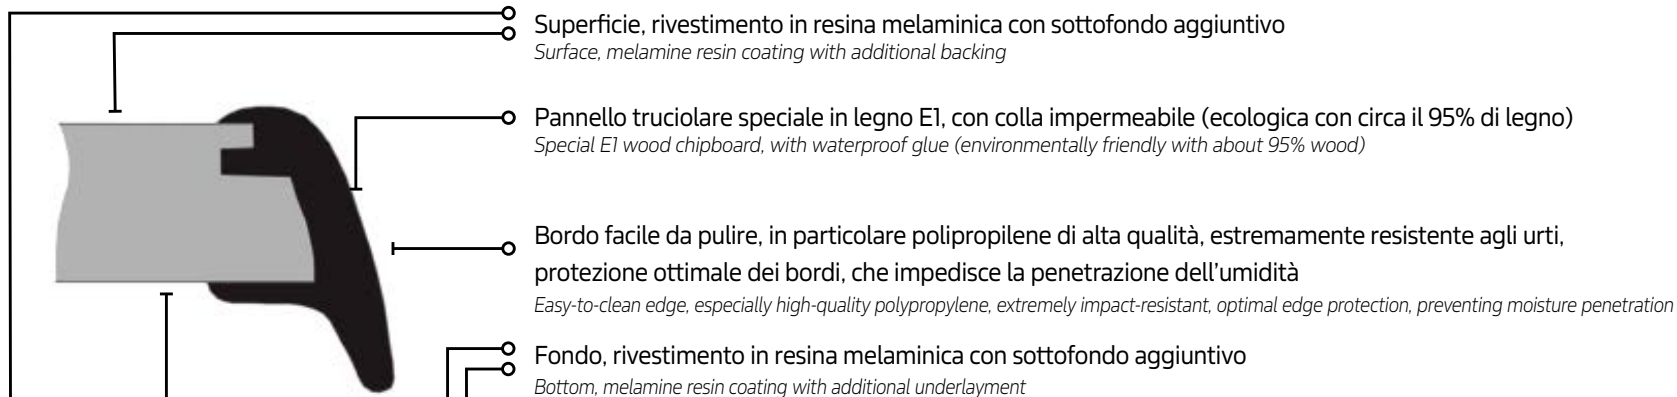 Superficie, rivestimento in resina melaminica con sottofondo aggiuntivo
Surface, melamine resin coating with additional backing
Pannello truciolare speciale in legno E1, con colla impermeabile (ecologica con circa il 95% di legno)
Special E1 wood chipboard, with waterproof glue (environmentally friendly with about 95% wood)
Bordo facile da pulire, in particolare polipropilene di alta qualità, estremamente resistente agli urti,
protezione ottimale dei bordi, che impedisce la penetrazione dell'umidità
Easy-to-clean edge, especially high-quality polypropylene, extremely impact-resistant, optimal edge protection, preventing moisture penetration
Fondo, rivestimento in resina melaminica con sottofondo aggiuntivo
Bottom, melamine resin coating with additional underlayment